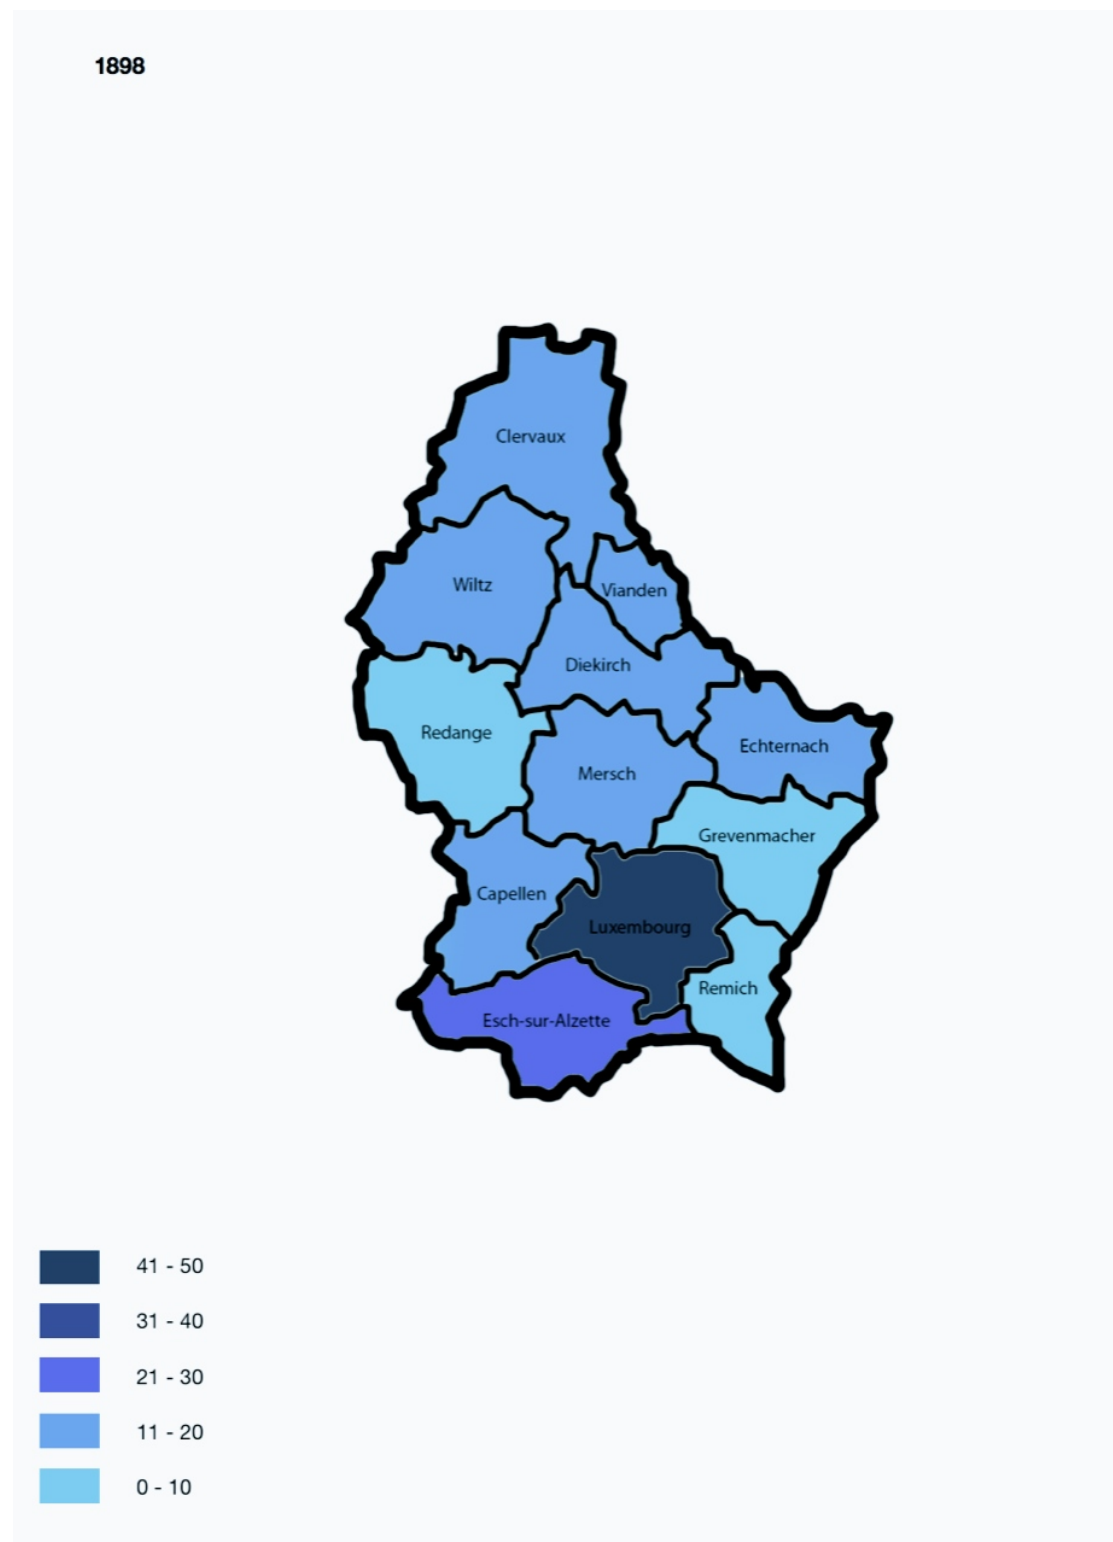 1898
Clervaux
Wiltz
Vianden
Diekirch
Redange
Echternach
Mersch
Grevenmacher
Capellen
Luxembourg
Remich
Esch-sur-Alzette
41 - 50
31 - 40
21 - 30
11 - 20
0 - 10